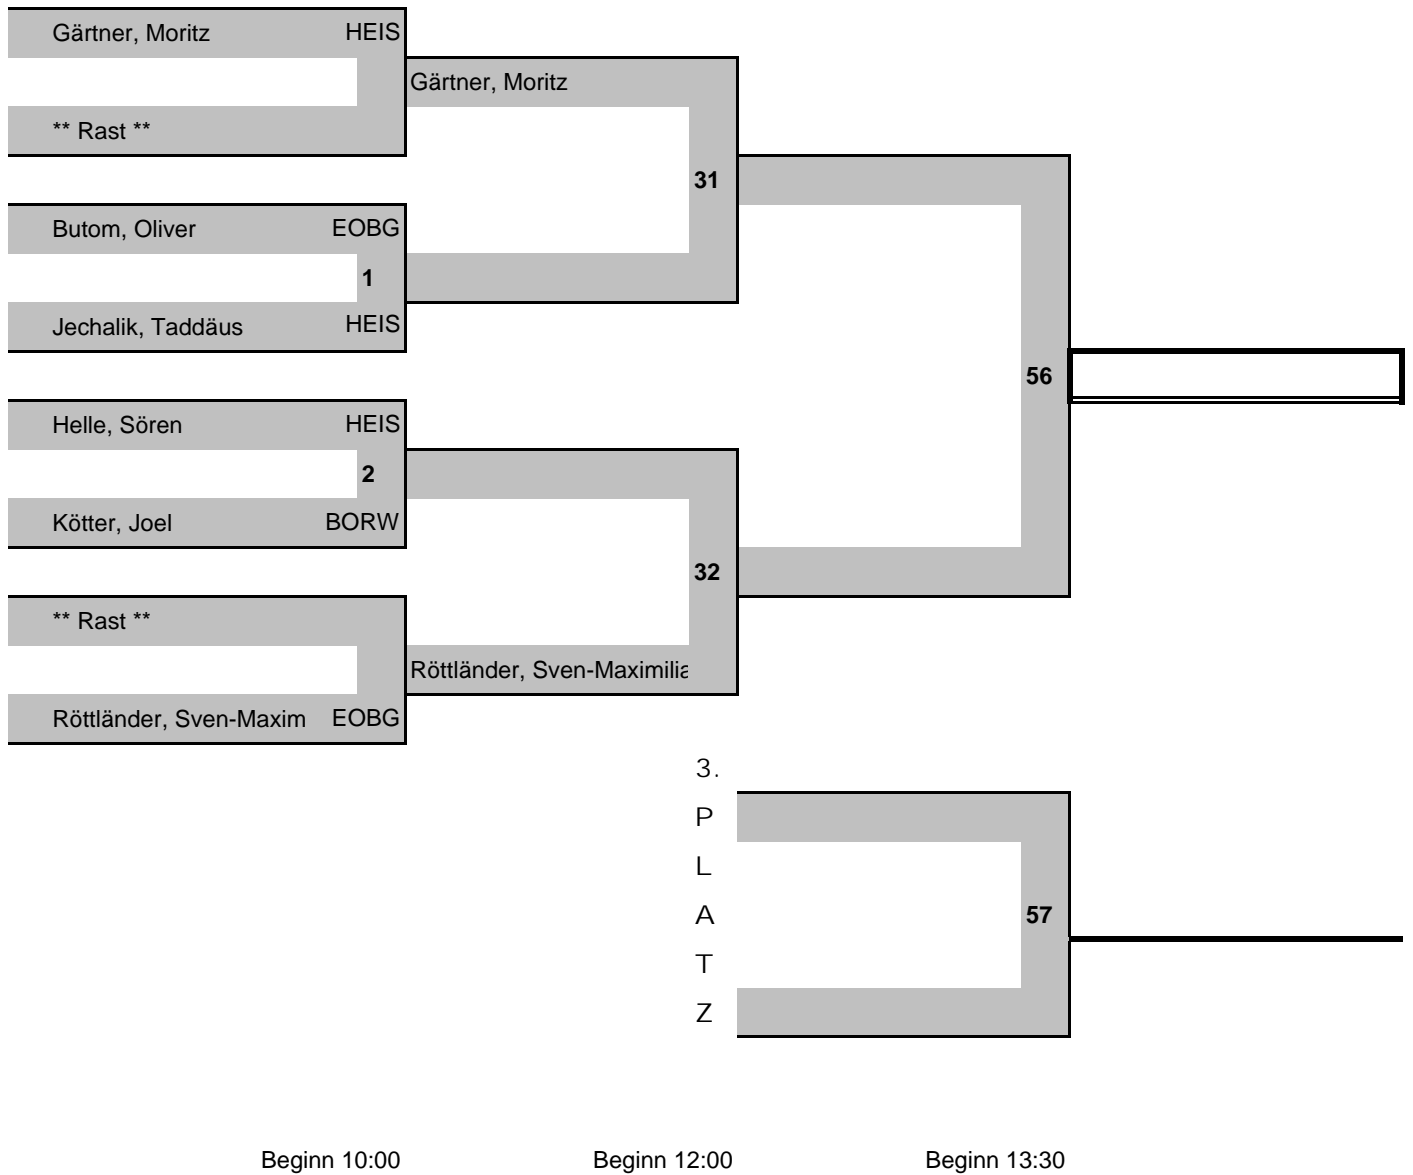 Gärtner, Moritz HEIS
Gärtner, Moritz
** Rast **
31
Butom, Oliver EOBG
1
Jechalik, Taddäus HEIS
56
Helle, Sören HEIS
2
Kötter, Joel BORW
32
** Rast **
Röttländer, Sven-Maximilia
Röttländer, Sven-Maxim EOBG
3.
P
L
A
57
T
Z
Beginn 10:00 Beginn 12:00 Beginn 13:30